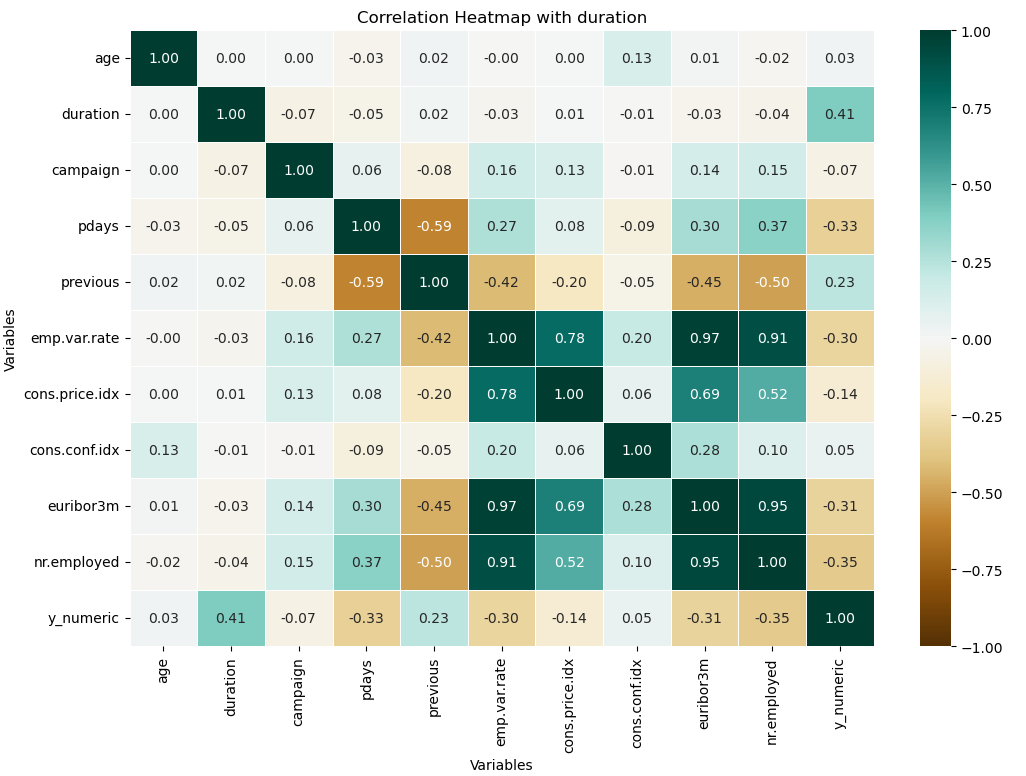 Correlation Heatmap with duration
age 1.00 0.00 0.00 -0.03 0.02 -0.00 0.00 0.13 0.01 -0.02 0.03
duration 0.00 1.00 -0.07 -0.05 0.02 -0.03 0.01 -0.01 -0.03 -0.04 0.41
campaign 0.00 -0.07 1.00 0.06 -0.08 0.16 0.13 -0.01 0.14 0.15 -0.07
pdays -0.03 -0.05 0.06 1.00 -0.59 0.27 0.08 -0.09 0.30 0.37 -0.33
previous 0.02 0.02 -0.08 -0.59 1.00 -0.42 -0.20 -0.05 -0.45 -0.50 0.23
emp.var.rate -0.00 -0.03 0.16 0.27 -0.42 1.00 0.78 0.20 0.97 0.91 -0.30
cons.price.idx 0.00 0.01 0.13 0.08 -0.20 0.78 1.00 0.06 0.69 0.52 -0.14
cons.conf.idx 0.13 -0.01 -0.01 -0.09 -0.05 0.20 0.06 1.00 0.28 0.10 0.05
euribor3m 0.01 -0.03 0.14 0.30 -0.45 0.97 0.69 0.28 1.00 0.95 -0.31
nr.employed -0.02 -0.04 0.15 0.37 -0.50 0.91 0.52 0.10 0.95 1.00 -0.35
y_numeric 0.03 0.41 -0.07 -0.33 0.23 -0.30 -0.14 0.05 -0.31 -0.35 1.00
Variables
age duration campaign pdays previous emp.var.rate cons.price.idx cons.conf.idx euribor3m nr.employed y_numeric
Variables
1.00
0.75
0.50
0.25
0.00
−0.25
−0.50
−0.75
−1.00